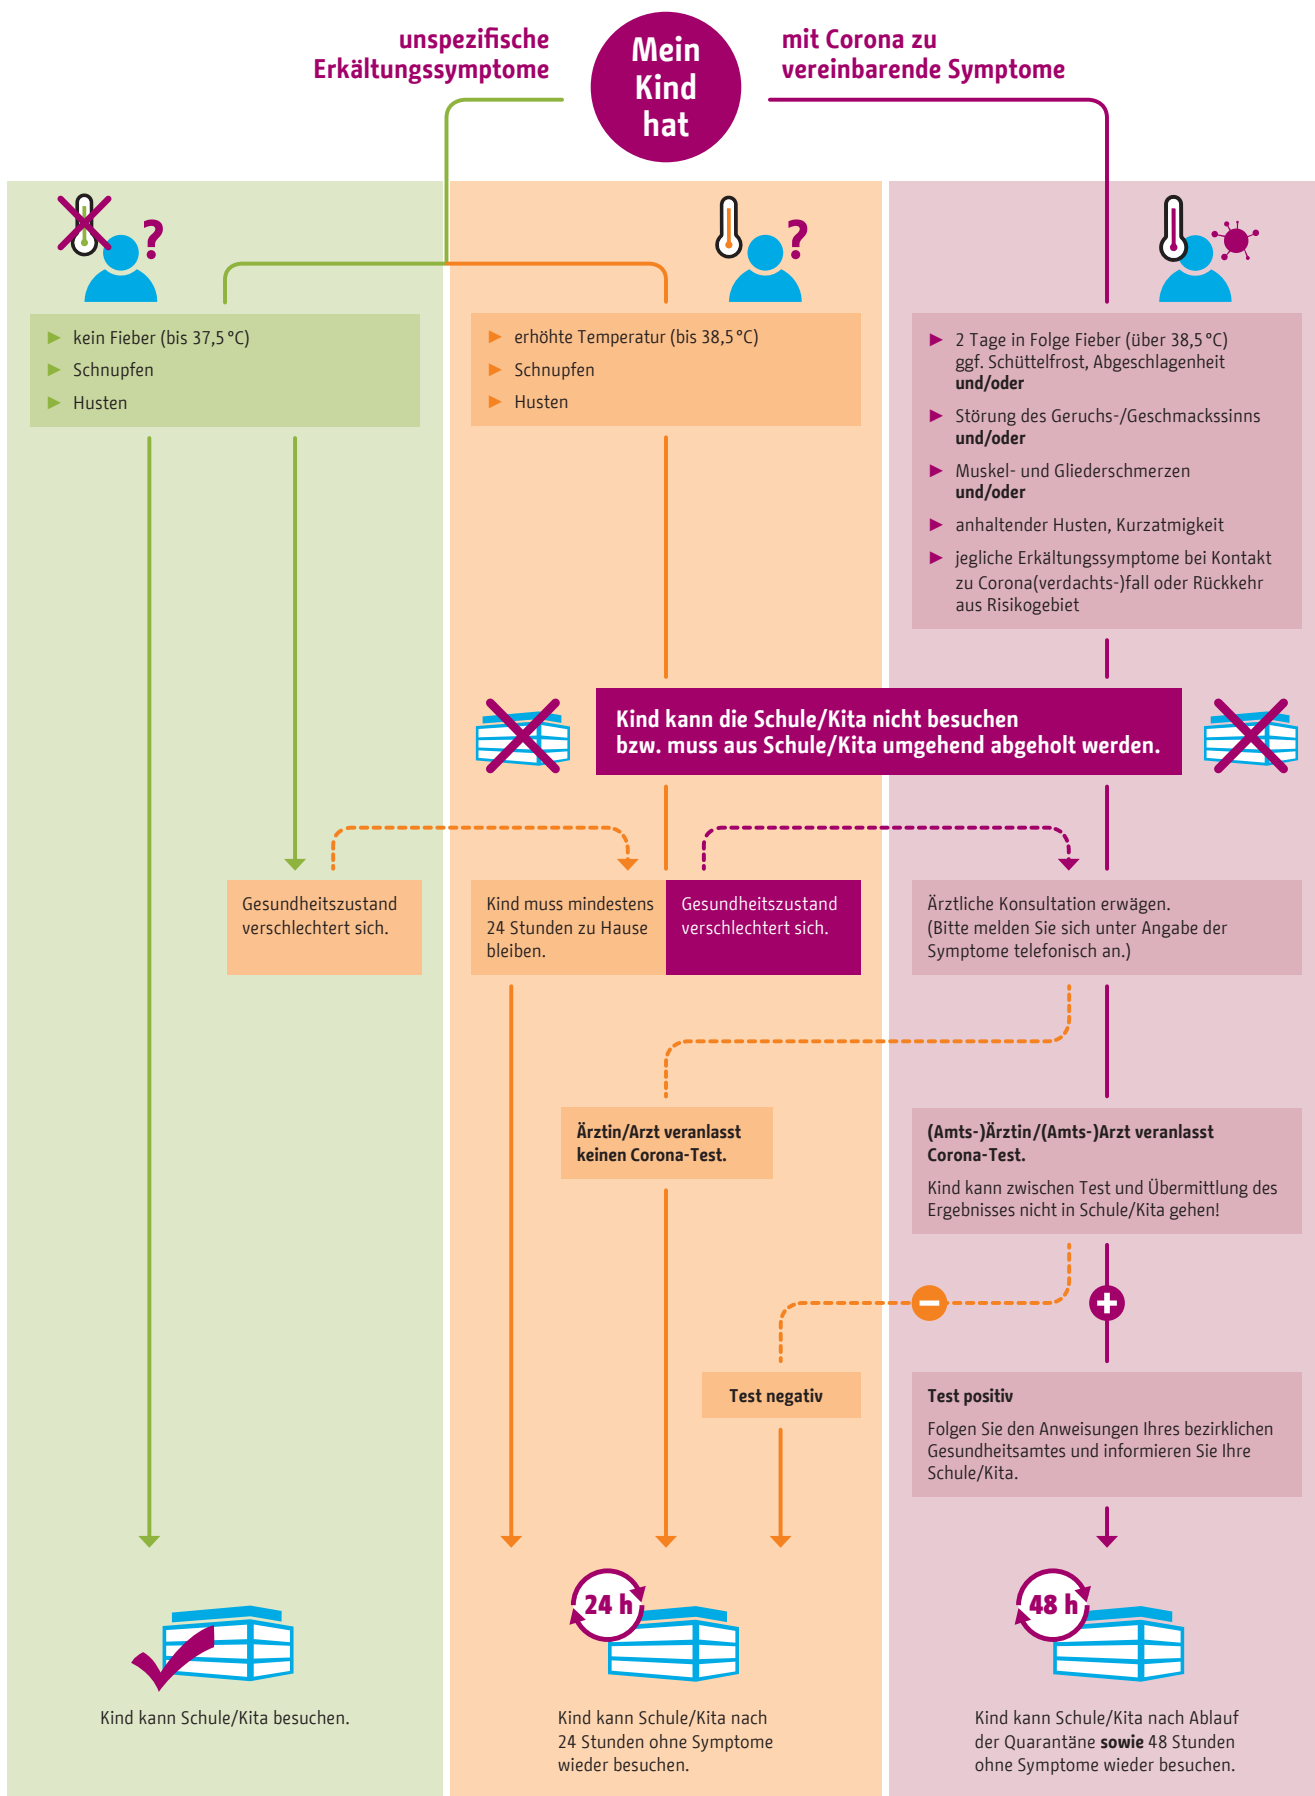 unspezifische
Erkältungssymptome
Mein
Kind
hat
mit Corona zu
vereinbarende Symptome
?
?
► kein Fieber (bis 37,5 °C)
► Schnupfen
► Husten
► erhöhte Temperatur (bis 38,5 °C)
► Schnupfen
► Husten
► 2 Tage in Folge Fieber (über 38,5 °C)
ggf. Schüttelfrost, Abgeschlagenheit
und/oder
► Störung des Geruchs-/Geschmackssinns
und/oder
► Muskel- und Gliederschmerzen
und/oder
► anhaltender Husten, Kurzatmigkeit
► jegliche Erkältungssymptome bei Kontakt
zu Corona(verdachts-)fall oder Rückkehr
aus Risikogebiet
Kind kann die Schule/Kita nicht besuchen
bzw. muss aus Schule/Kita umgehend abgeholt werden.
Gesundheitszustand
verschlechtert sich.
Kind muss mindestens
24 Stunden zu Hause
bleiben.
Gesundheitszustand
verschlechtert sich.
Ärztliche Konsultation erwägen.
(Bitte melden Sie sich unter Angabe der
Symptome telefonisch an.)
Ärztin/Arzt veranlasst
keinen Corona-Test.
(Amts-)Ärztin/(Amts-)Arzt veranlasst
Corona-Test.
Kind kann zwischen Test und Übermittlung des
Ergebnisses nicht in Schule/Kita gehen!
–
+
Test negativ
Test positiv
Folgen Sie den Anweisungen Ihres bezirklichen
Gesundheitsamtes und informieren Sie Ihre
Schule/Kita.
24 h
48 h
Kind kann Schule/Kita besuchen.
Kind kann Schule/Kita nach
24 Stunden ohne Symptome
wieder besuchen.
Kind kann Schule/Kita nach Ablauf
der Quarantäne sowie 48 Stunden
ohne Symptome wieder besuchen.